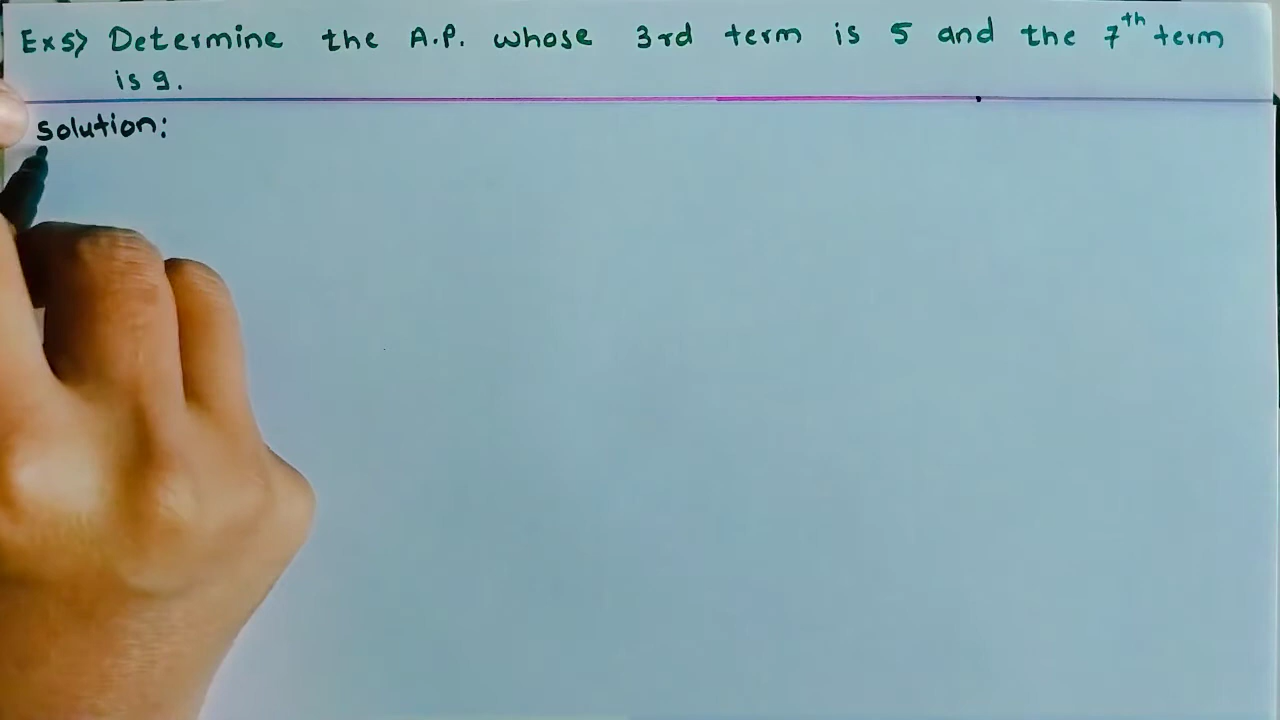 Ex5> Determine the A.P. whose 3rd term is 5 and the 7th term
is 9.
solution: